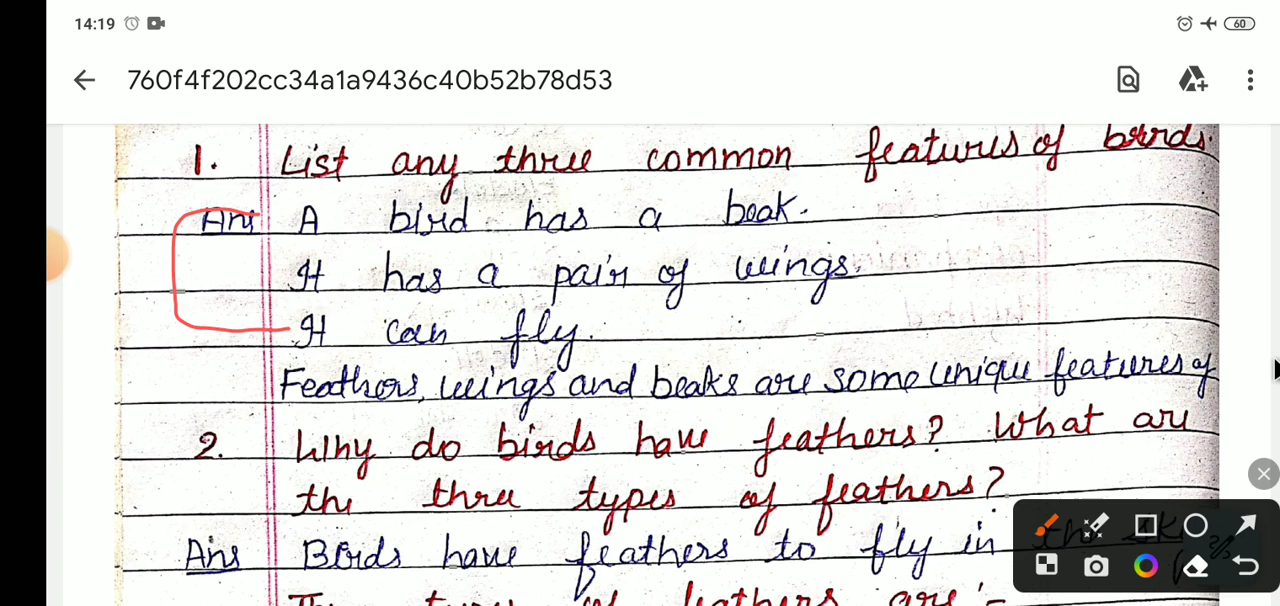 14:19
60
760f4f202cc34a1a9436c40b52b78d53
1. List any three common features of birds.
Ans A bird has a beak.
It has a pair of wings.
It can fly.
Feathers, wings and beaks are some unique features of
2. Why do birds have feathers? What are
the three types of feathers?
Ans Birds have feathers to fly in the